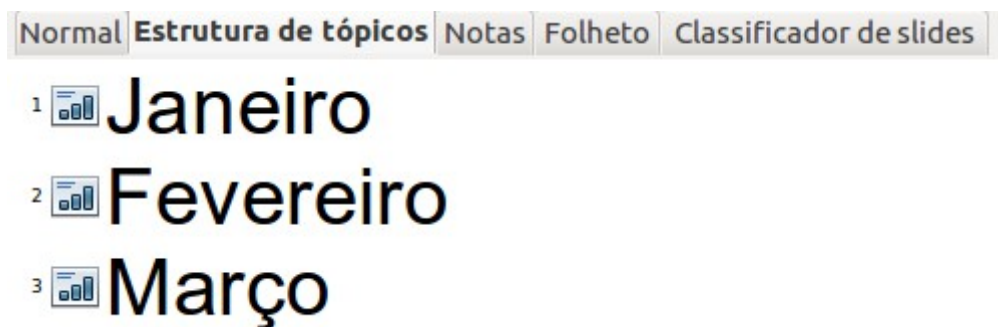 Normal Estrutura de tópicos Notas Folheto Classificador de slides
1 Janeiro
2 Fevereiro
3 Março